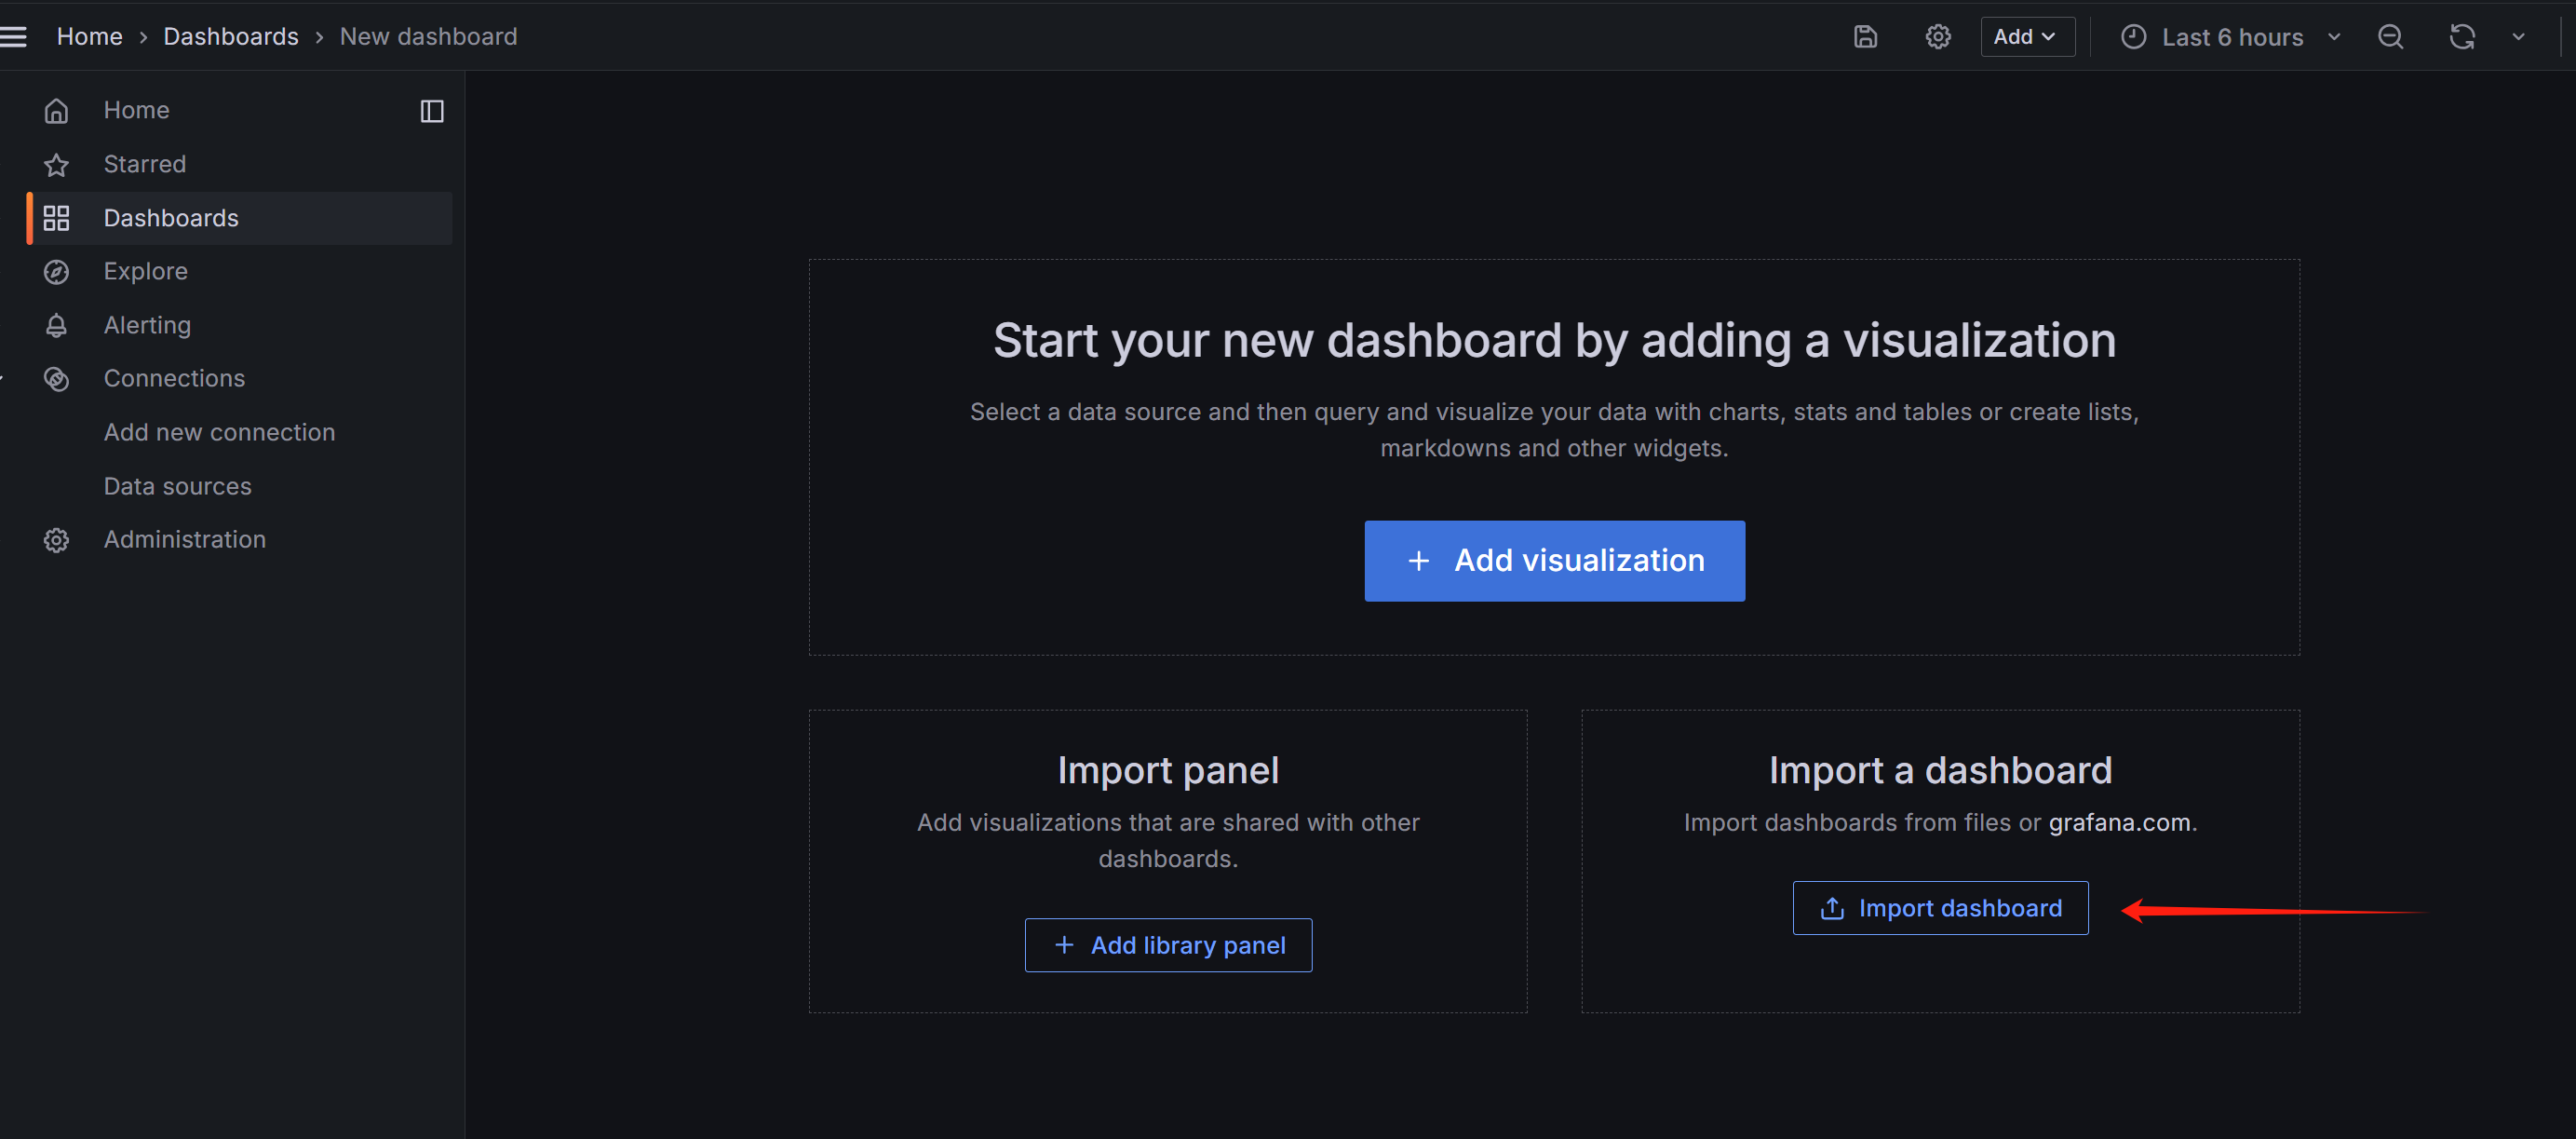 Home › Dashboards › New dashboard
Add
Last 6 hours
Home
Starred
Dashboards
Explore
Alerting
Connections
Add new connection
Data sources
Administration
Start your new dashboard by adding a visualization
Select a data source and then query and visualize your data with charts, stats and tables or create lists,
markdowns and other widgets.
+ Add visualization
Import panel
Add visualizations that are shared with other
dashboards.
+ Add library panel
Import a dashboard
Import dashboards from files or grafana.com.
Import dashboard